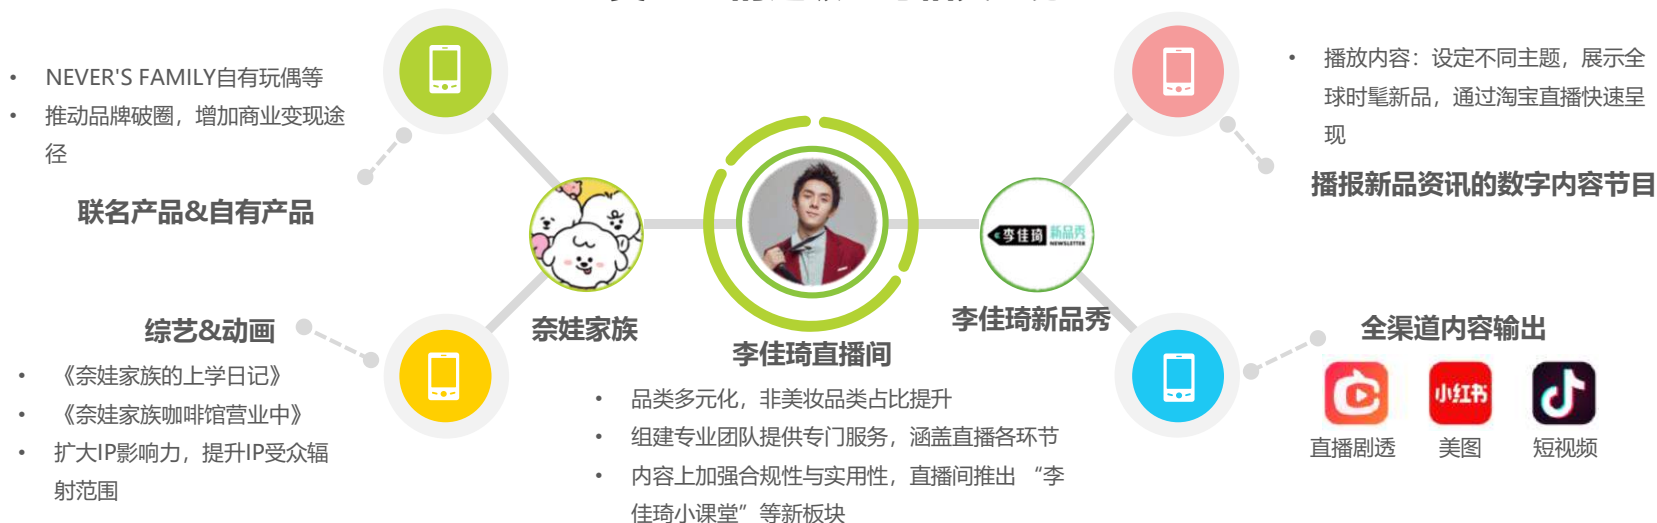 • NEVER'S FAMILY自有玩偶等
• 推动品牌破圈，增加商业变现途
径
联名产品&自有产品
综艺&动画
• 《奈娃家族的上学日记》
• 《奈娃家族咖啡馆营业中》
• 扩大IP影响力，提升IP受众辐
射范围
奈娃家族
李佳琦直播间
• 品类多元化，非美妆品类占比提升
• 组建专业团队提供专门服务，涵盖直播各环节
• 内容上加强合规性与实用性，直播间推出 “李
佳琦小课堂”等新板块
李佳琦 新品秀
NEWSLETTER
李佳琦新品秀
• 播放内容：设定不同主题，展示全
球时髦新品，通过淘宝直播快速呈
现
播报新品资讯的数字内容节目
全渠道内容输出
小红书
直播剧透 美图 短视频